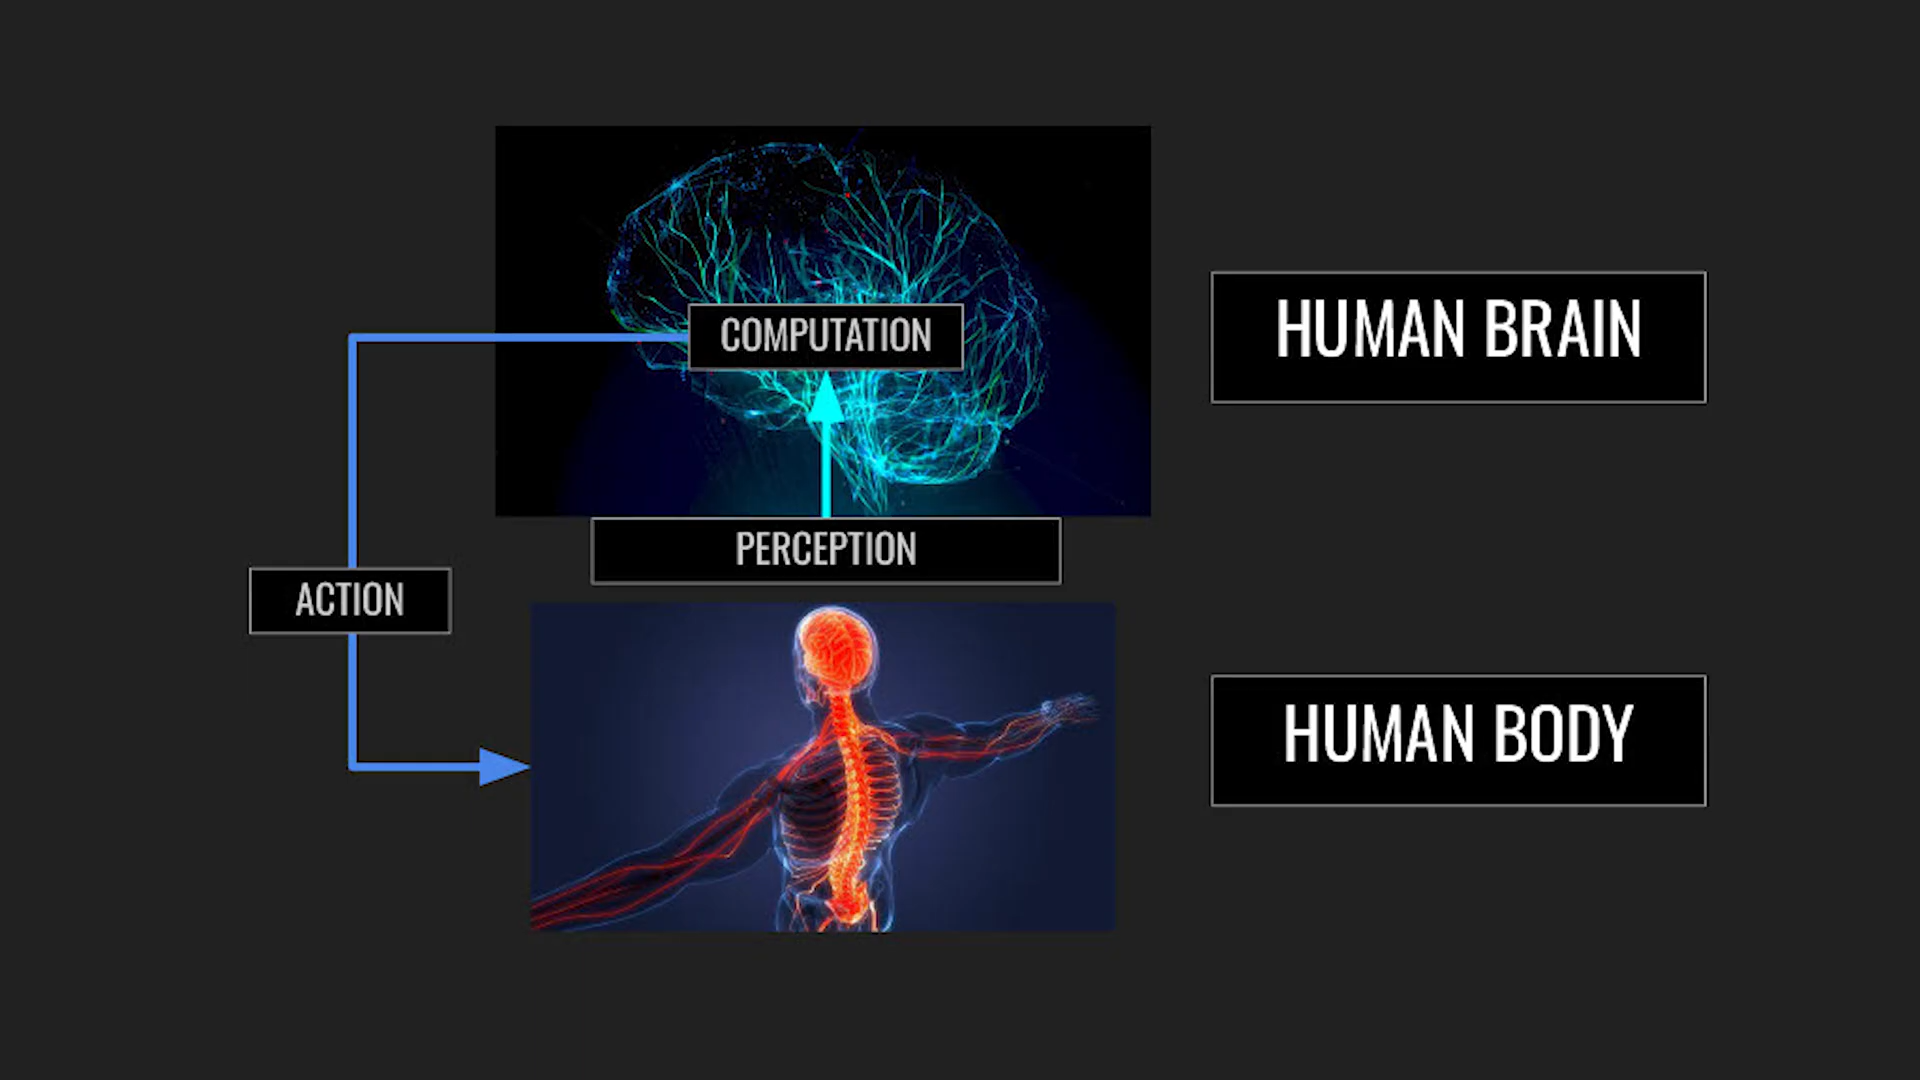 COMPUTATION
HUMAN BRAIN
PERCEPTION
ACTION
HUMAN BODY